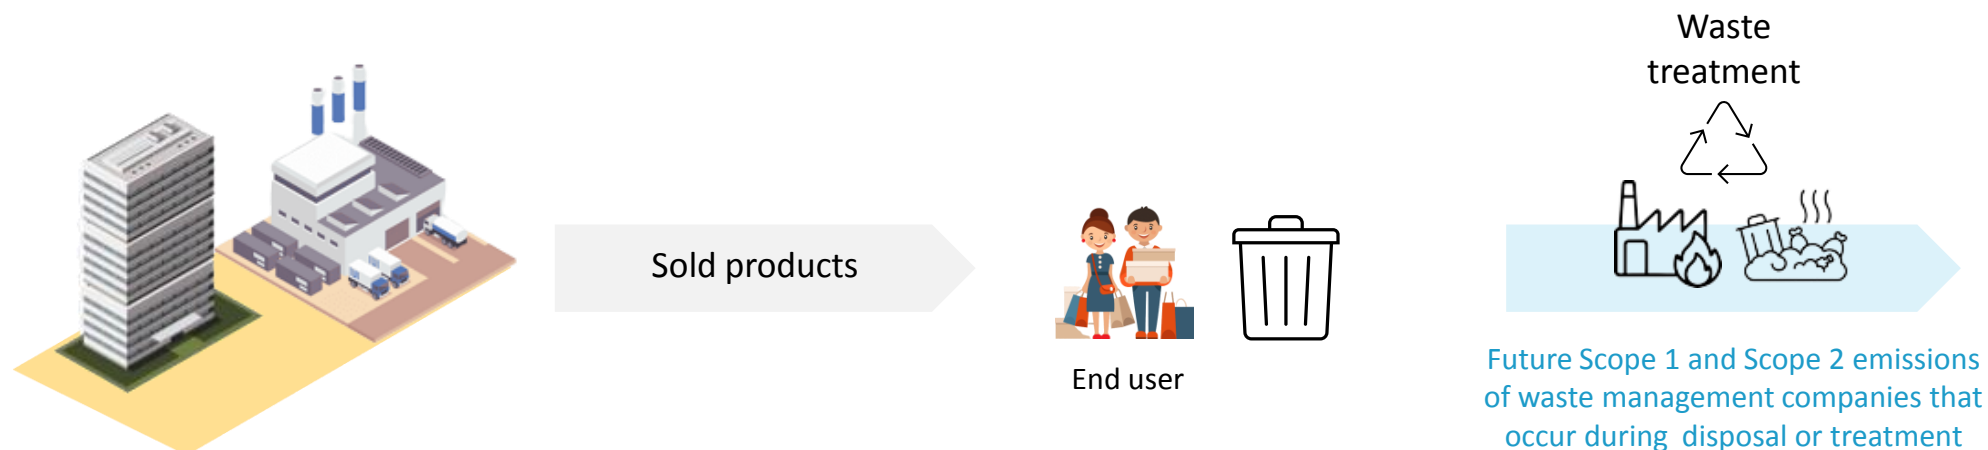 Waste
treatment
Sold products
End user
Future Scope 1 and Scope 2 emissions
of waste management companies that
occur during  disposal or treatment